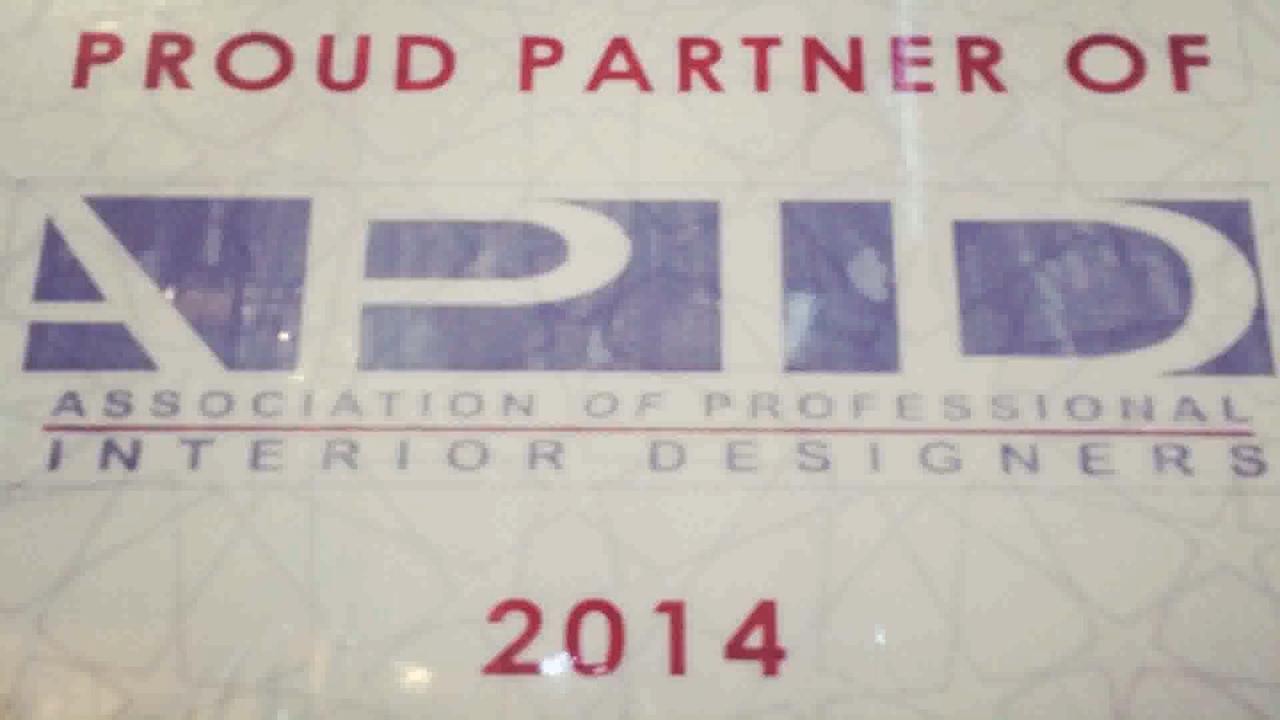 PROUD PARTNER OF
APID
ASSOCIATION OF PROFESSIONAL
INTERIOR DESIGNERS
2014